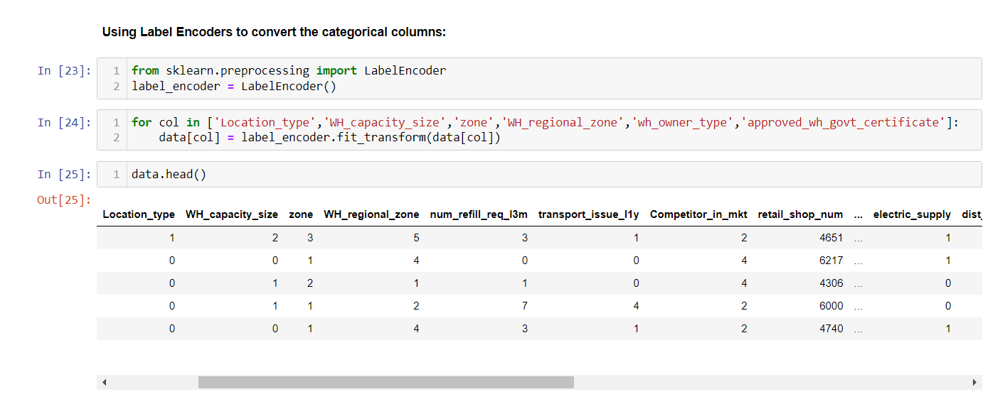 Using Label Encoders to convert the categorical columns:
In [23]:
1 from sklearn.preprocessing import LabelEncoder
2 label_encoder = LabelEncoder()
In [24]:
1 for col in ['Location_type','WH_capacity_size','zone','WH_regional_zone','wh_owner_type','approved_wh_govt_certificate']:
2     data[col] = label_encoder.fit_transform(data[col])
In [25]:
1 data.head()
Out[25]:
Location_type WH_capacity_size zone WH_regional_zone num_refill_req_l3m transport_issue_l1y Competitor_in_mkt retail_shop_num ... electric_supply dist_
1 2 3 5 3 1 2 4651 ... 1
0 0 1 4 0 0 4 6217 ... 1
0 1 2 1 1 0 4 4306 ... 0
0 1 1 2 7 4 2 6000 ... 0
0 0 1 4 3 1 2 4740 ... 1